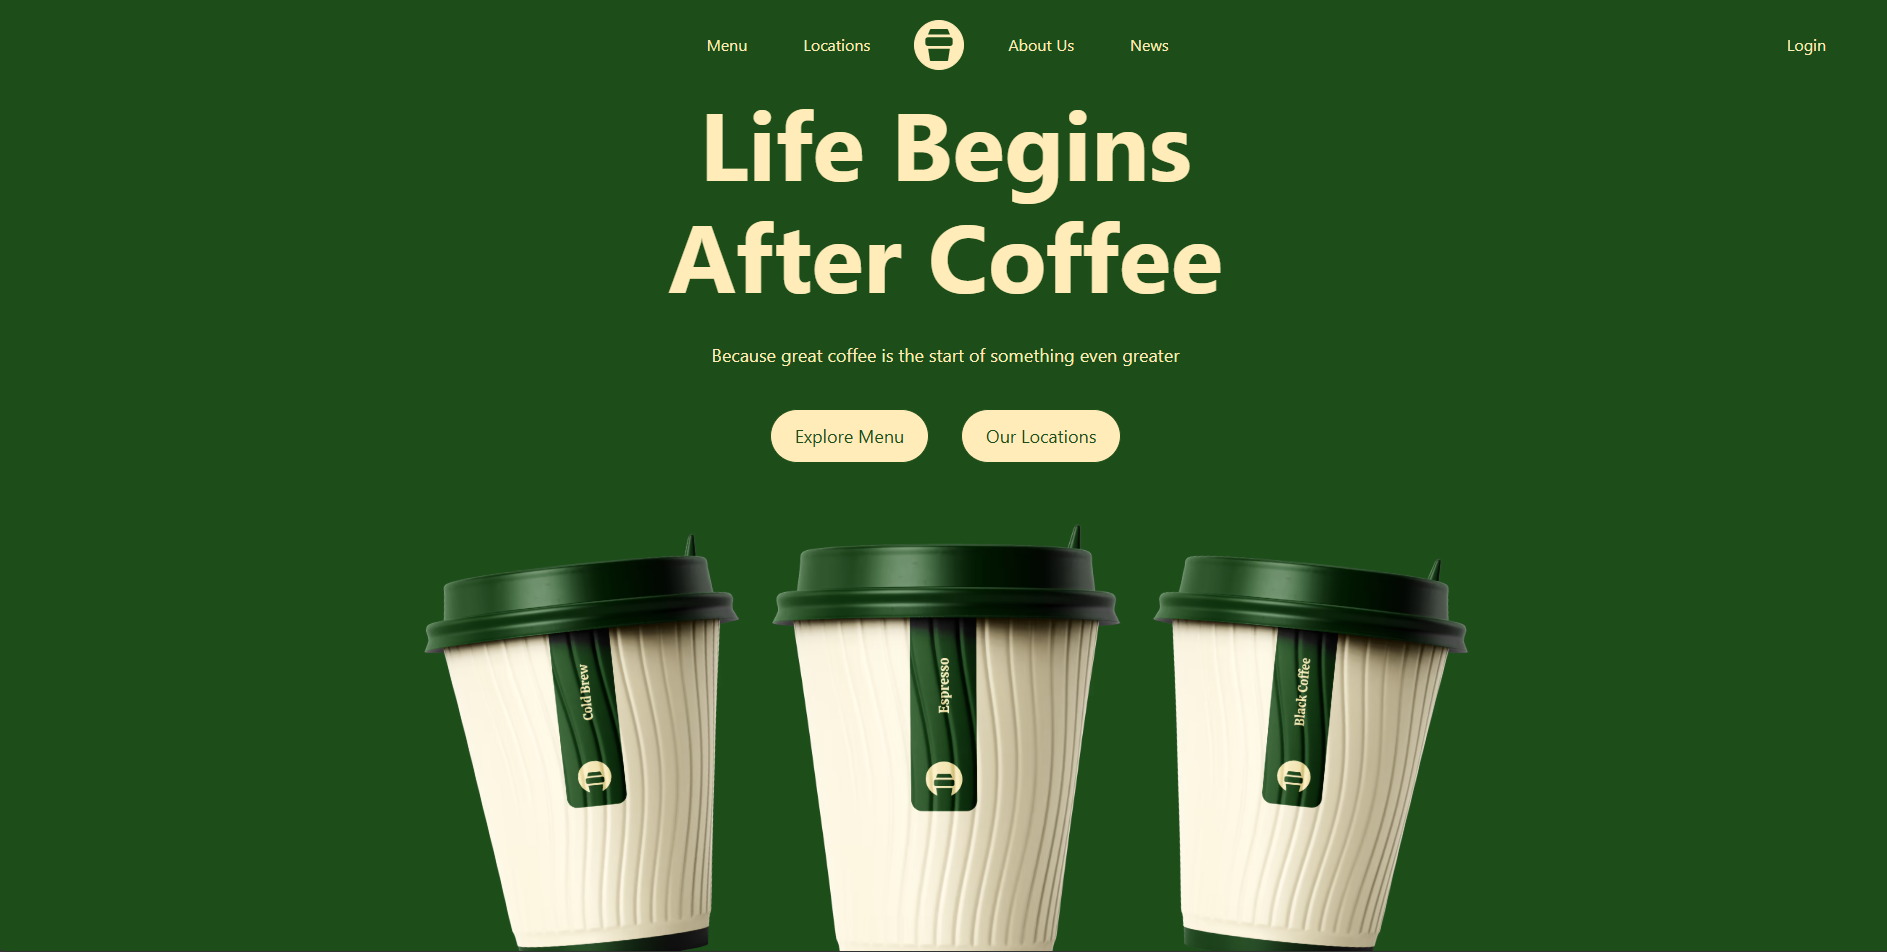 Menu
Locations
About Us
News
Login
Life Begins
After Coffee
Because great coffee is the start of something even greater
Explore Menu
Our Locations
Cold Brew
Espresso
Black Coffee